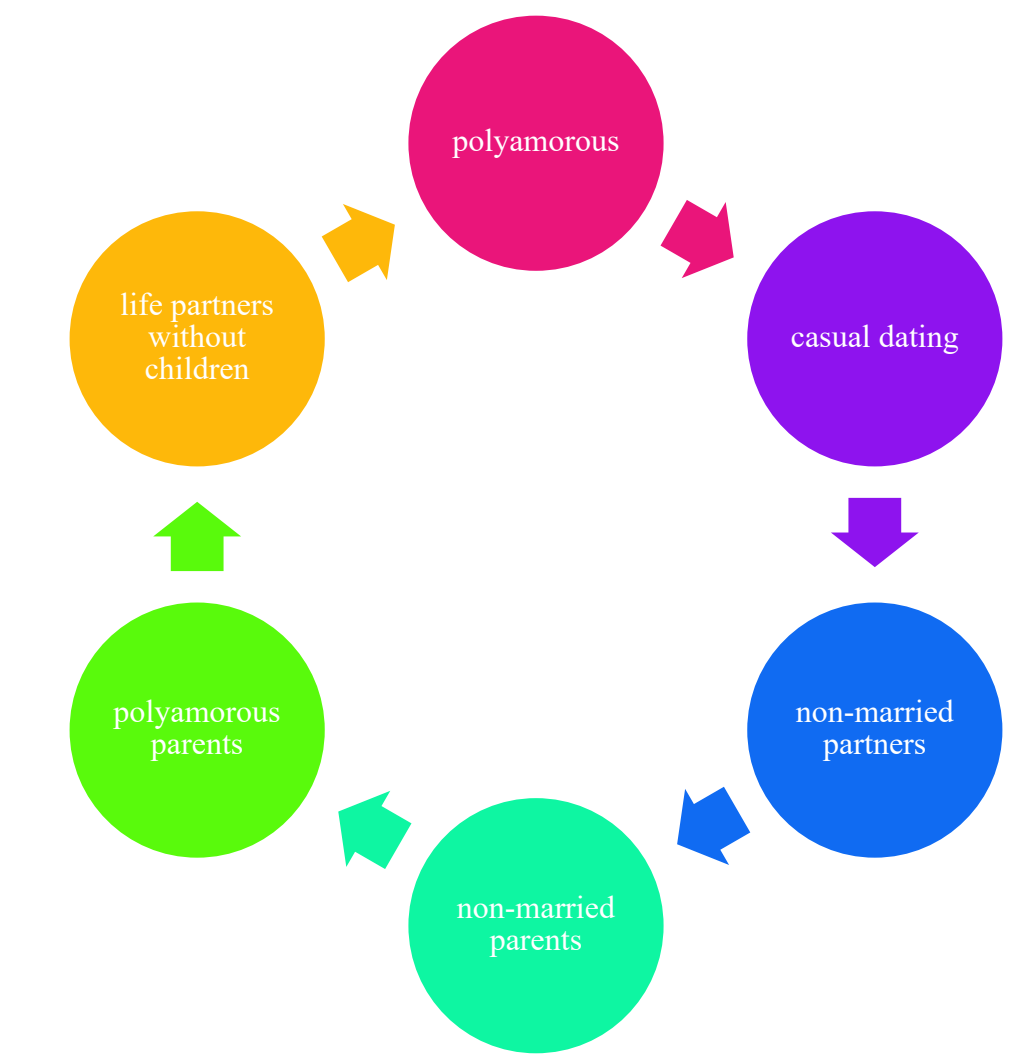 polyamorous
casual dating
non-married
partners
non-married
parents
polyamorous
parents
life partners
without
children